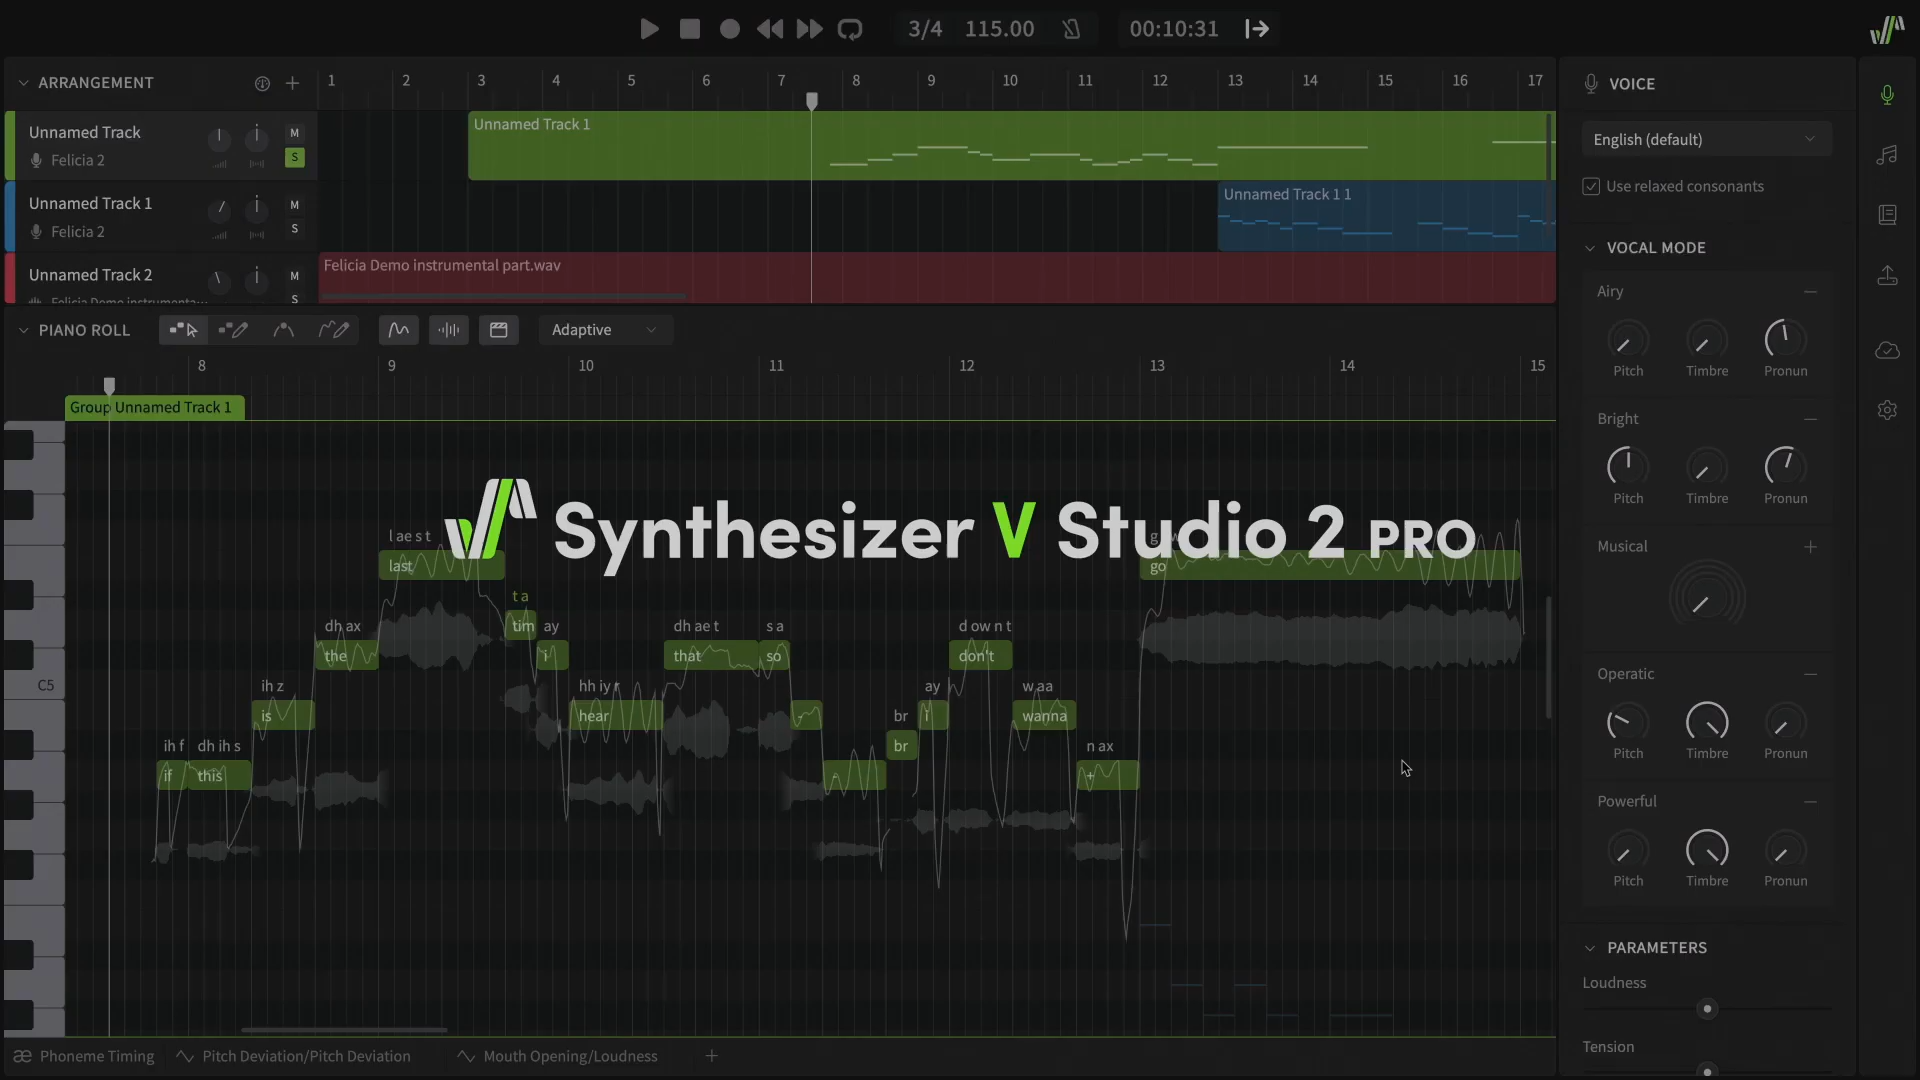 3/4 115.00 00:10:31
ARRANGEMENT
1 2 3 4 5 6 7 8 9 10 11 12 13 14 15 16 17
Unnamed Track M
Felicia 2 S
Unnamed Track 1
Unnamed Track 1 M
Felicia 2 S
Unnamed Track 1 1
Unnamed Track 2 M
Felicia Demo instrumenta... S
Felicia Demo instrumental part.wav
PIANO ROLL Adaptive
8 9 10 11 12 13 14 15
Group Unnamed Track 1
Synthesizer V Studio 2 PRO
l ae s t
last
go
t a
tim ay
i
dh ax
the
dh ae t s a
that so
d ow n t
don't
C5
ih z
is
hh iy r
hear
-
ay
i
w aa
wanna
br
br
ih f dh ih s
if this
-
n ax
+
æ Phoneme Timing Pitch Deviation/Pitch Deviation Mouth Opening/Loudness
VOICE
English (default)
Use relaxed consonants
VOCAL MODE
Airy
Pitch Timbre Pronun
Bright
Pitch Timbre Pronun
Musical
Operatic
Pitch Timbre Pronun
Powerful
Pitch Timbre Pronun
PARAMETERS
Loudness
Tension